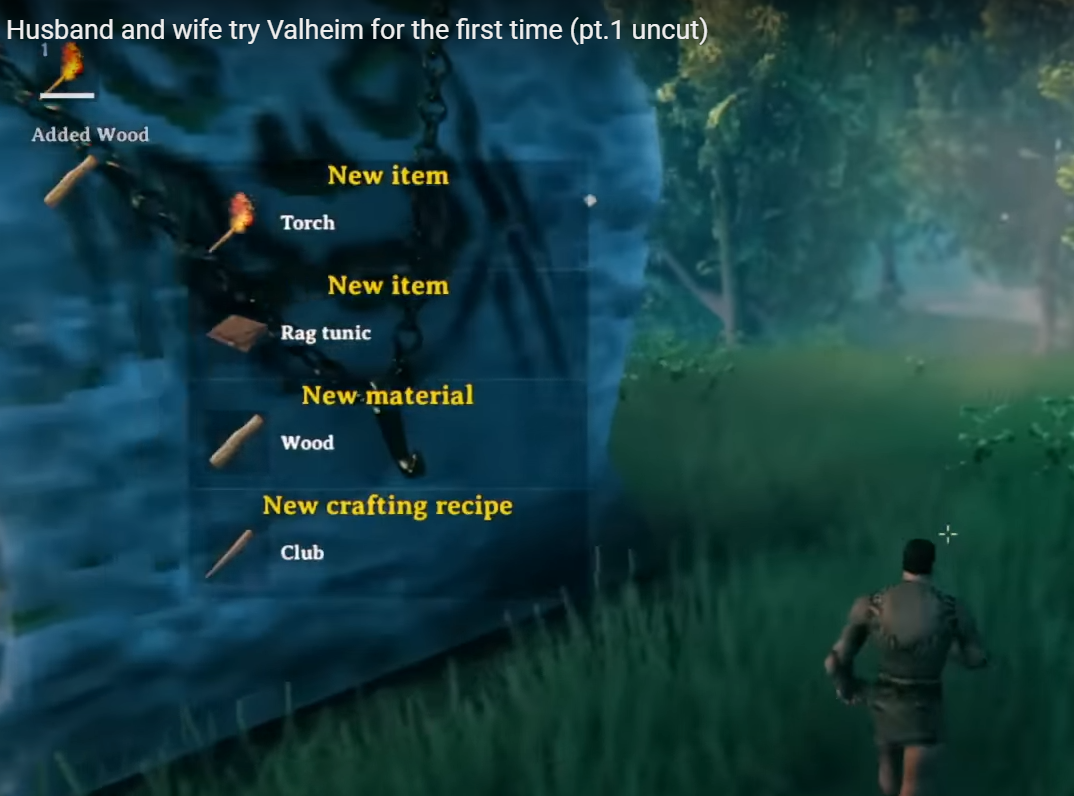 Husband and wife try Valheim for the first time (pt.1 uncut)
1
Added Wood
New item
Torch
New item
Rag tunic
New material
Wood
New crafting recipe
Club